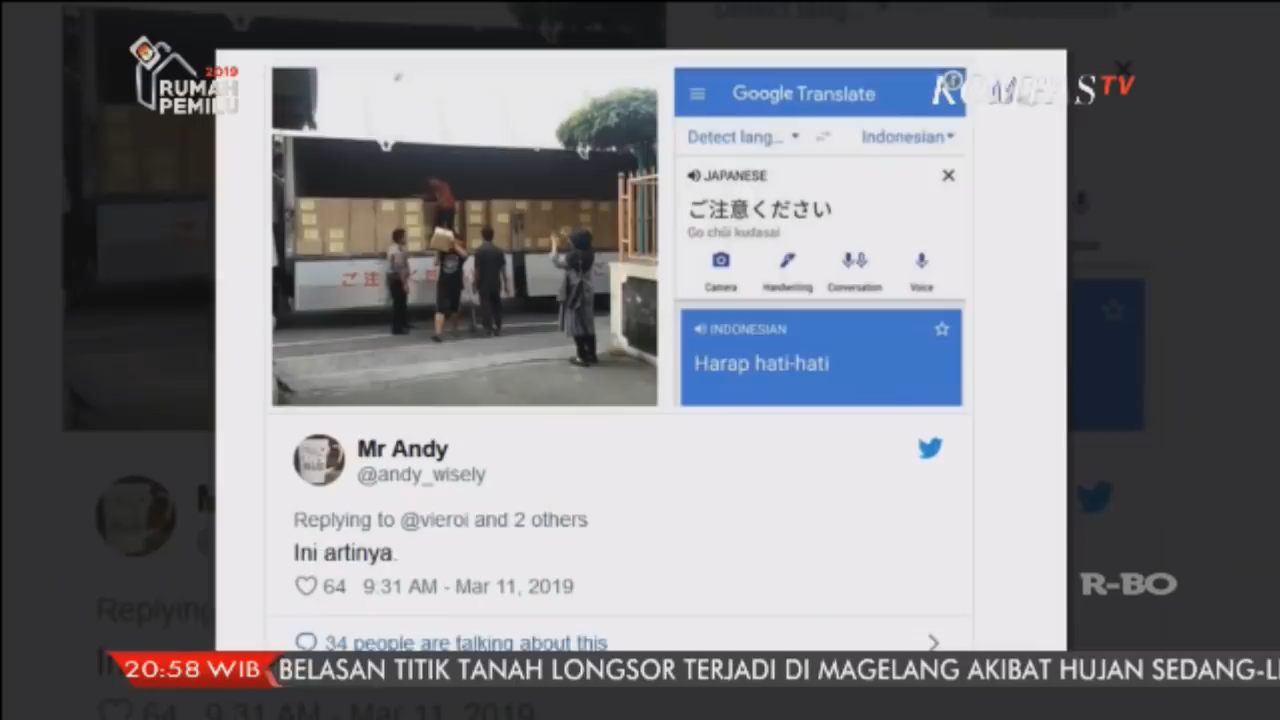 2019
RUMAH
PEMILU
KOMPAS TV
Google Translate
Detect lang...
Indonesian
JAPANESE
ご注意ください
Go chūi kudasai
Camera
Handwriting
Conversation
Voice
INDONESIAN
Harap hati-hati
Mr Andy
@andy_wisely
Replying to @vieroi and 2 others
Ini artinya.
64 9:31 AM - Mar 11, 2019
34 people are talking about this
R-BO
20:58 WIB
BELASAN TITIK TANAH LONGSOR TERJADI DI MAGELANG AKIBAT HUJAN SEDANG-L